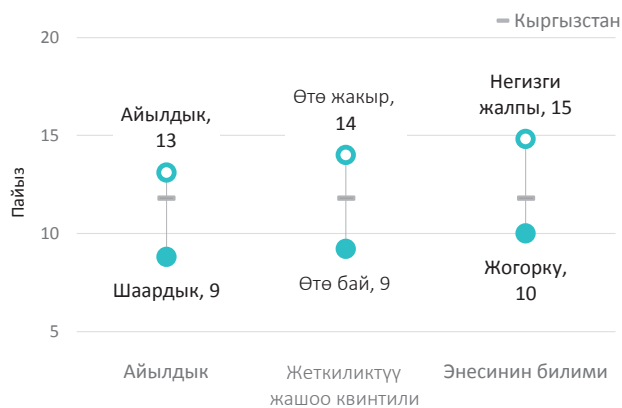 Кыргызстан
20
15
10
5
Пайыз
Айылдык,
13
Шаардык, 9
Өтө жакыр,
14
Өтө бай, 9
Негизги
жалпы, 15
Жогорку,
10
Айылдык
Жеткиликтүү
жашоо квинтили
Энесинин билими